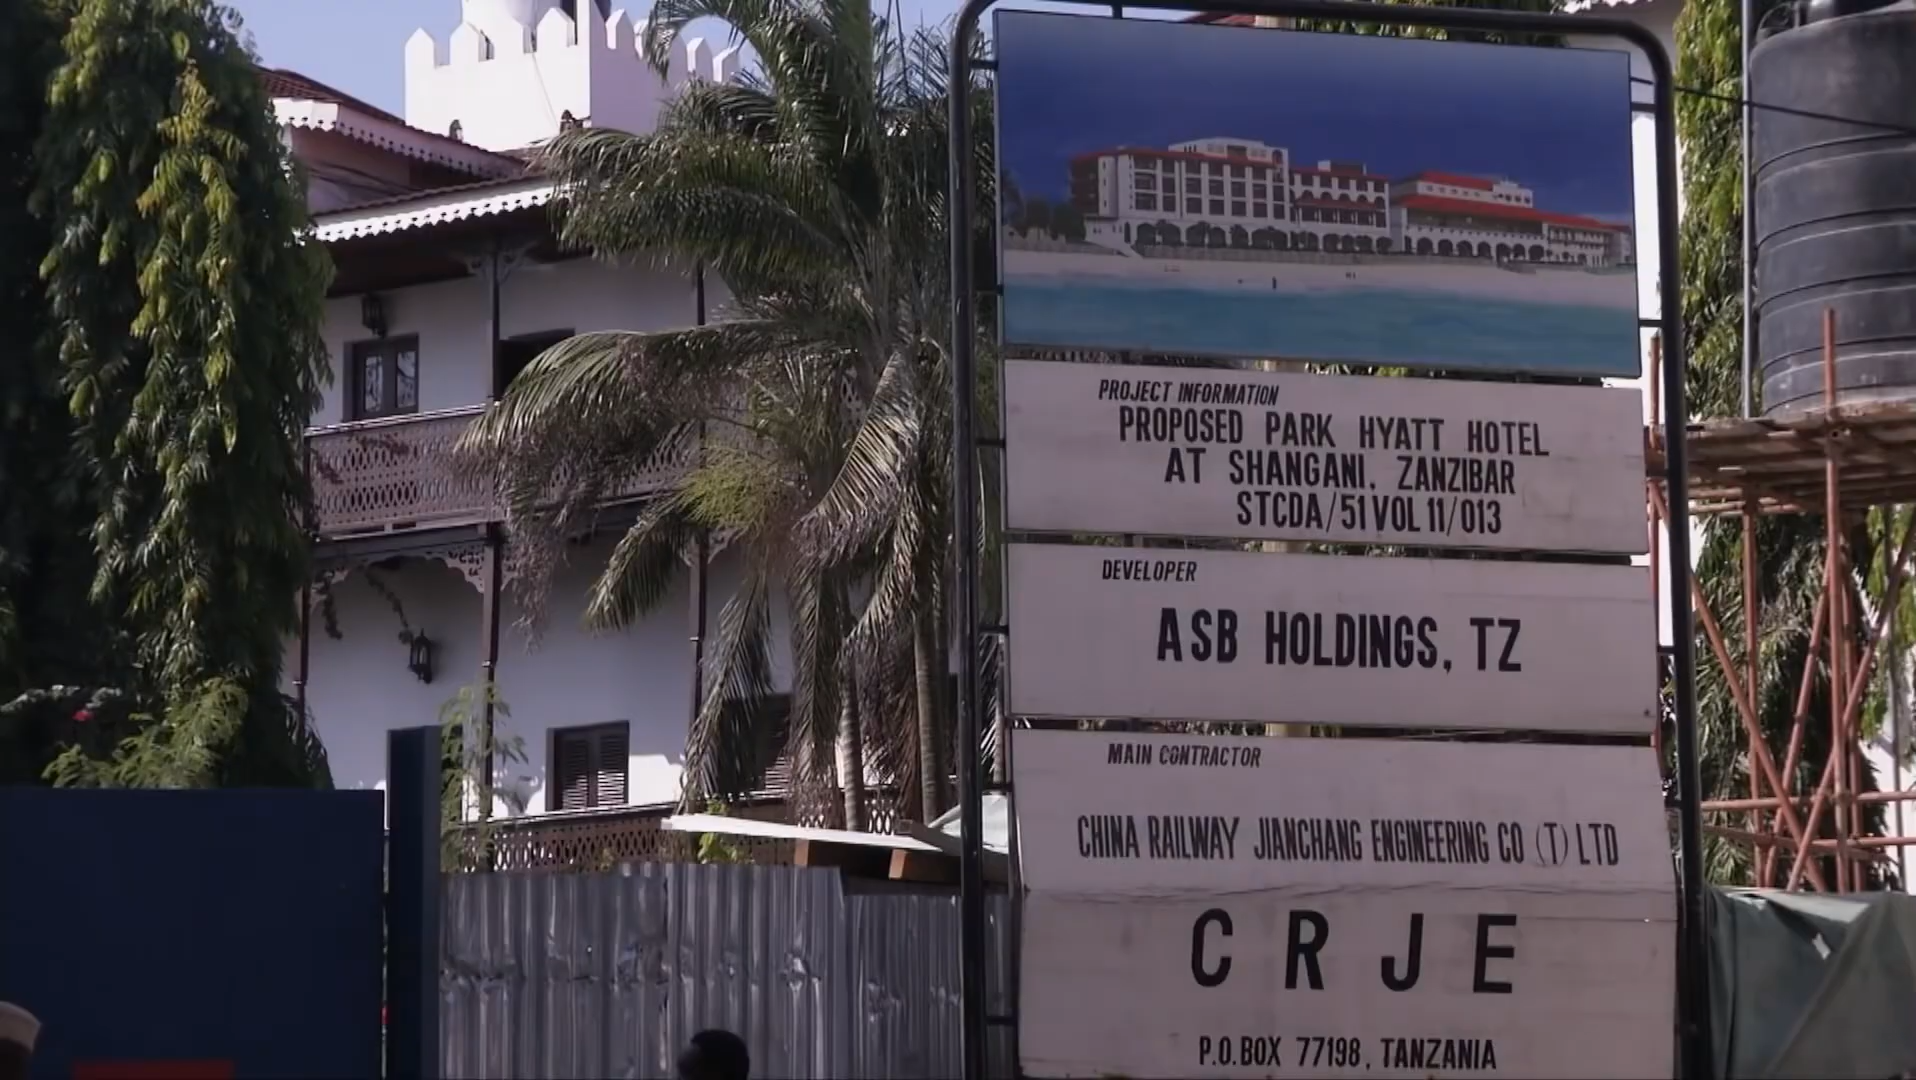 PROJECT INFORMATION
PROPOSED PARK HYATT HOTEL
AT SHANGANI, ZANZIBAR
STCDA/51 VOL 11/013
DEVELOPER
ASB HOLDINGS, TZ
MAIN CONTRACTOR
CHINA RAILWAY JIANCHANG ENGINEERING CO (T) LTD
C R J E
P.O.BOX 77198, TANZANIA